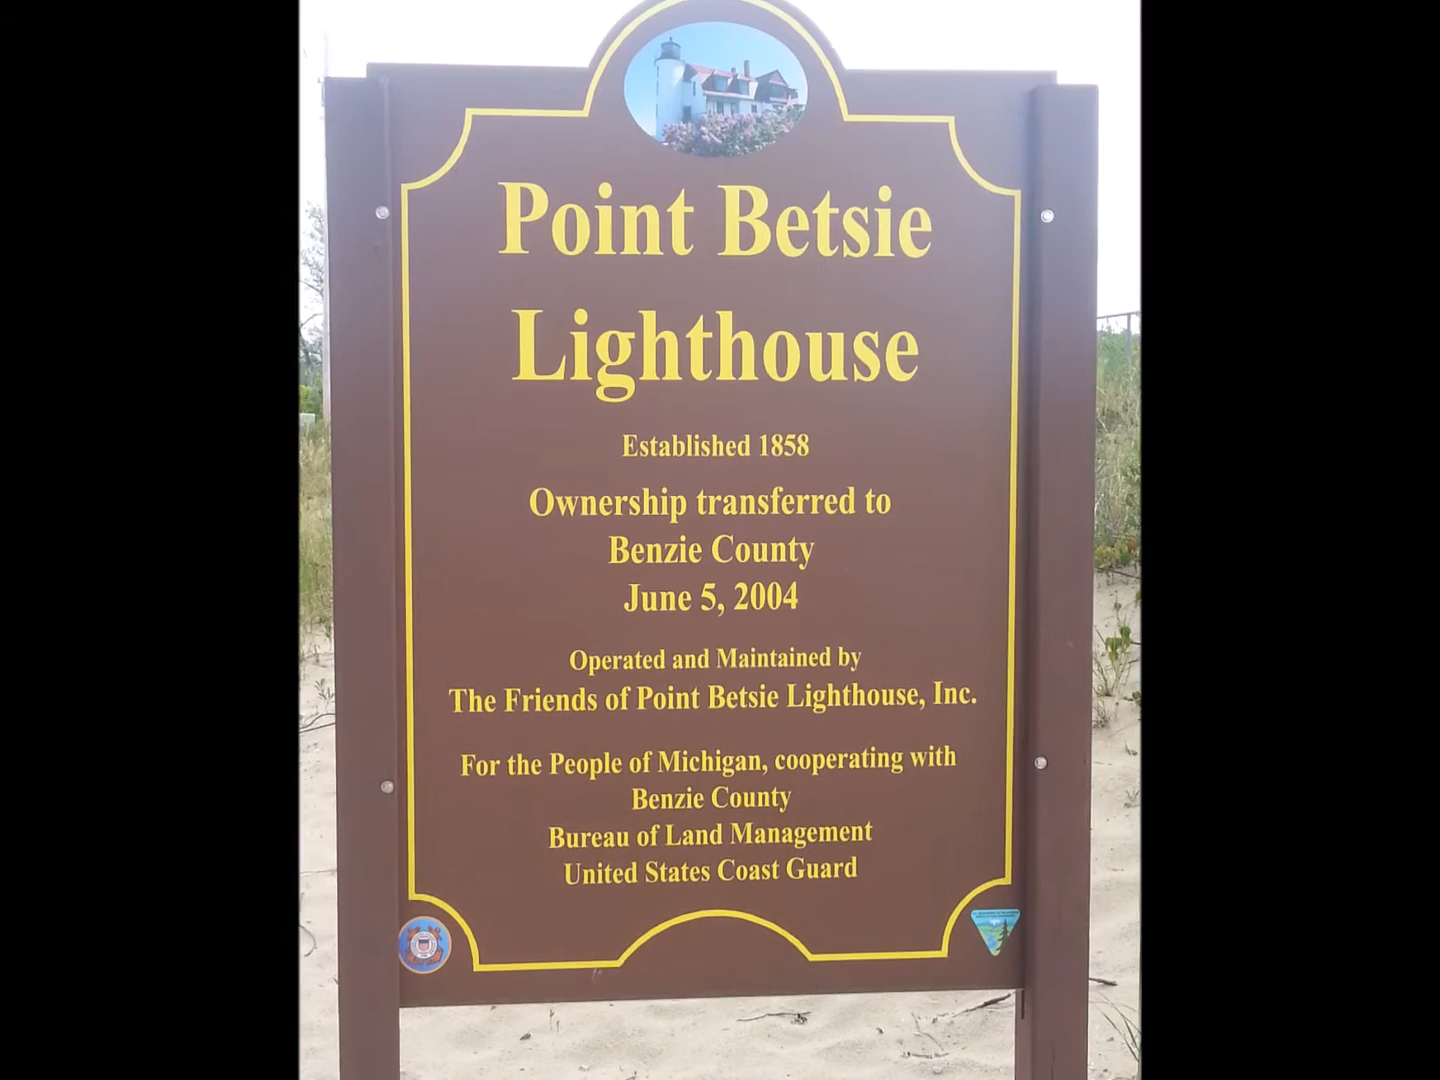 Point Betsie
Lighthouse
Established 1858
Ownership transferred to
Benzie County
June 5, 2004
Operated and Maintained by
The Friends of Point Betsie Lighthouse, Inc.
For the People of Michigan, cooperating with
Benzie County
Bureau of Land Management
United States Coast Guard